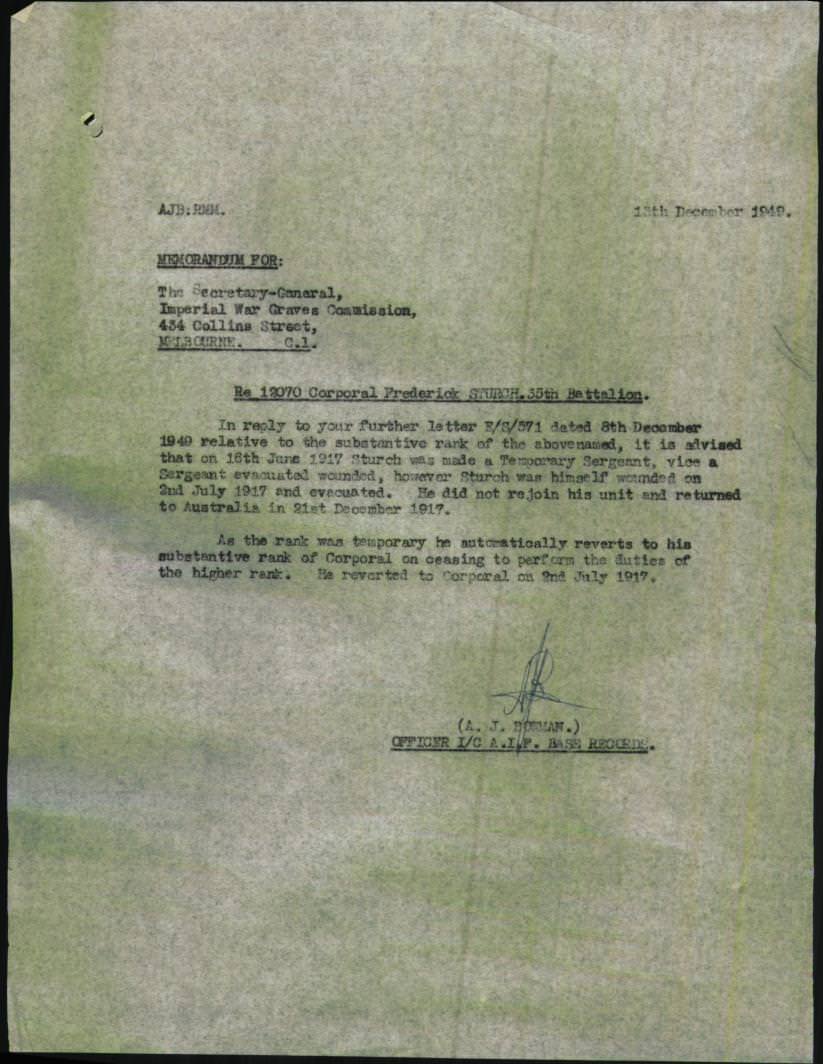 AJB:RMM.
13th December 1949.
MEMORANDUM FOR:
The Secretary-General,
Imperial War Graves Commission,
434 Collins Street,
MELBOURNE. C.1.
Re 12070 Corporal Frederick STURCH. 35th Battalion.
In reply to your further letter E/S/571 dated 8th December
1949 relative to the substantive rank of the abovenamed, it is advised
that on 16th June 1917 Sturch was made a Temporary Sergeant, vice a
Sergeant evacuated wounded, however Sturch was himself wounded on
2nd July 1917 and evacuated. He did not rejoin his unit and returned
to Australia in 21st December 1917.
As the rank was temporary he automatically reverts to his
substantive rank of Corporal on ceasing to perform the duties of
the higher rank. He reverted to Corporal on 2nd July 1917.
(A. J.
OFFICER I/C A.I.F. BASE RECORDS.